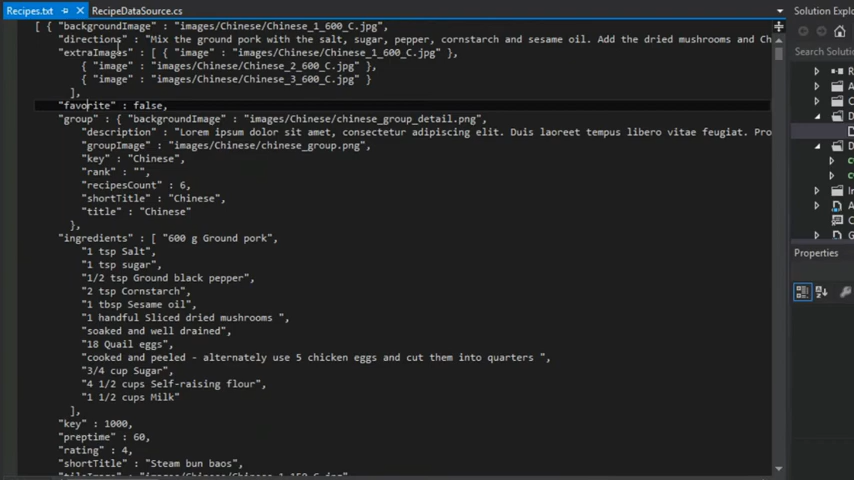 Recipes.txt RecipeDataSource.cs
Solution Explo
Search Solution
[ { "backgroundImage" : "images/Chinese/Chinese_1_600_C.jpg",
"directions" : "Mix the ground pork with the salt, sugar, pepper, cornstarch and sesame oil. Add the dried mushrooms and Ch
"extraImages" : [ { "image" : "images/Chinese/Chinese_1_600_C.jpg" },
{ "image" : "images/Chinese/Chinese_2_600_C.jpg" },
{ "image" : "images/Chinese/Chinese_3_600_C.jpg" }
],
"favorite" : false,
"group" : { "backgroundImage" : "images/Chinese/chinese_group_detail.png",
"description" : "Lorem ipsum dolor sit amet, consectetur adipiscing elit. Duis laoreet tempus libero vitae feugiat. Pro
"groupImage" : "images/Chinese/chinese_group.png",
"key" : "Chinese",
"rank" : "",
"recipesCount" : 6,
"shortTitle" : "Chinese",
"title" : "Chinese"
},
"ingredients" : [ "600 g Ground pork",
"1 tsp Salt",
"1 tsp sugar",
"1/2 tsp Ground black pepper",
"2 tsp Cornstarch",
"1 tbsp Sesame oil",
"1 handful Sliced dried mushrooms ",
"soaked and well drained",
"18 Quail eggs",
"cooked and peeled - alternately use 5 chicken eggs and cut them into quarters ",
"3/4 cup Sugar",
"4 1/2 cups Self-raising flour",
"1 1/2 cups Milk"
],
"key" : 1000,
"preptime" : 60,
"rating" : 4,
"shortTitle" : "Steam bun baos",
"tileImage" : "images/Chinese/Chinese_1_150_C.jpg",
Properties